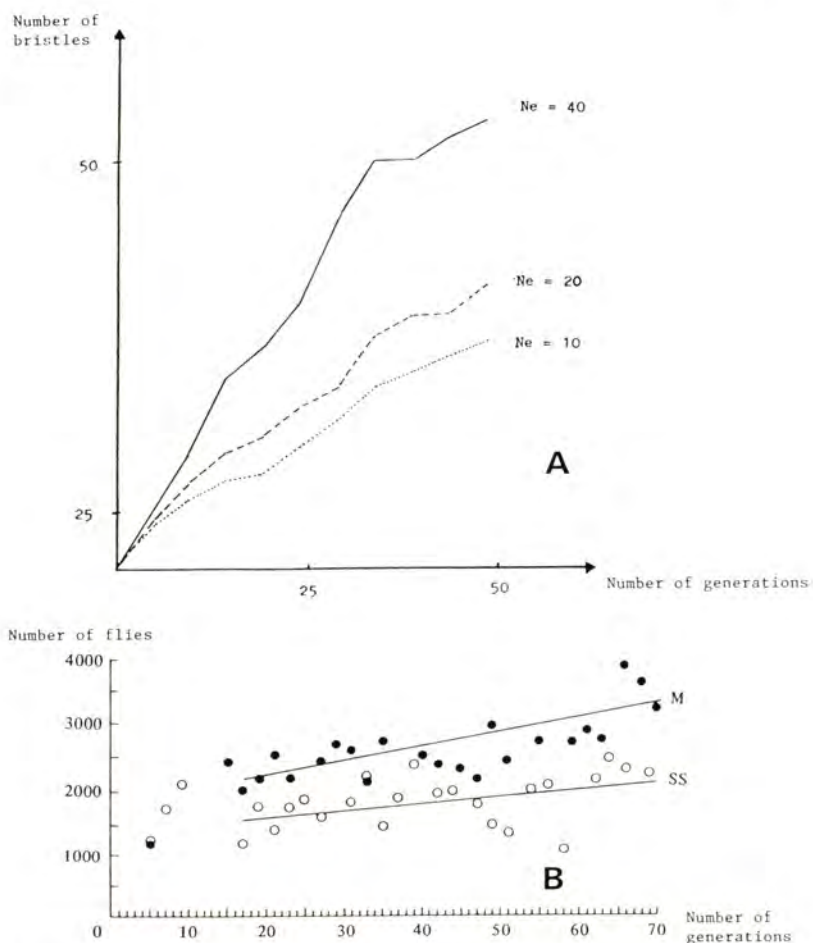 Number of
bristles
Ne = 40
50
Ne = 20
Ne = 10
A
25
25
50
Number of generations
Number of flies
4000
3000
2000
1000
0
M
SS
B
0
10
20
30
40
50
60
70
Number of
generations